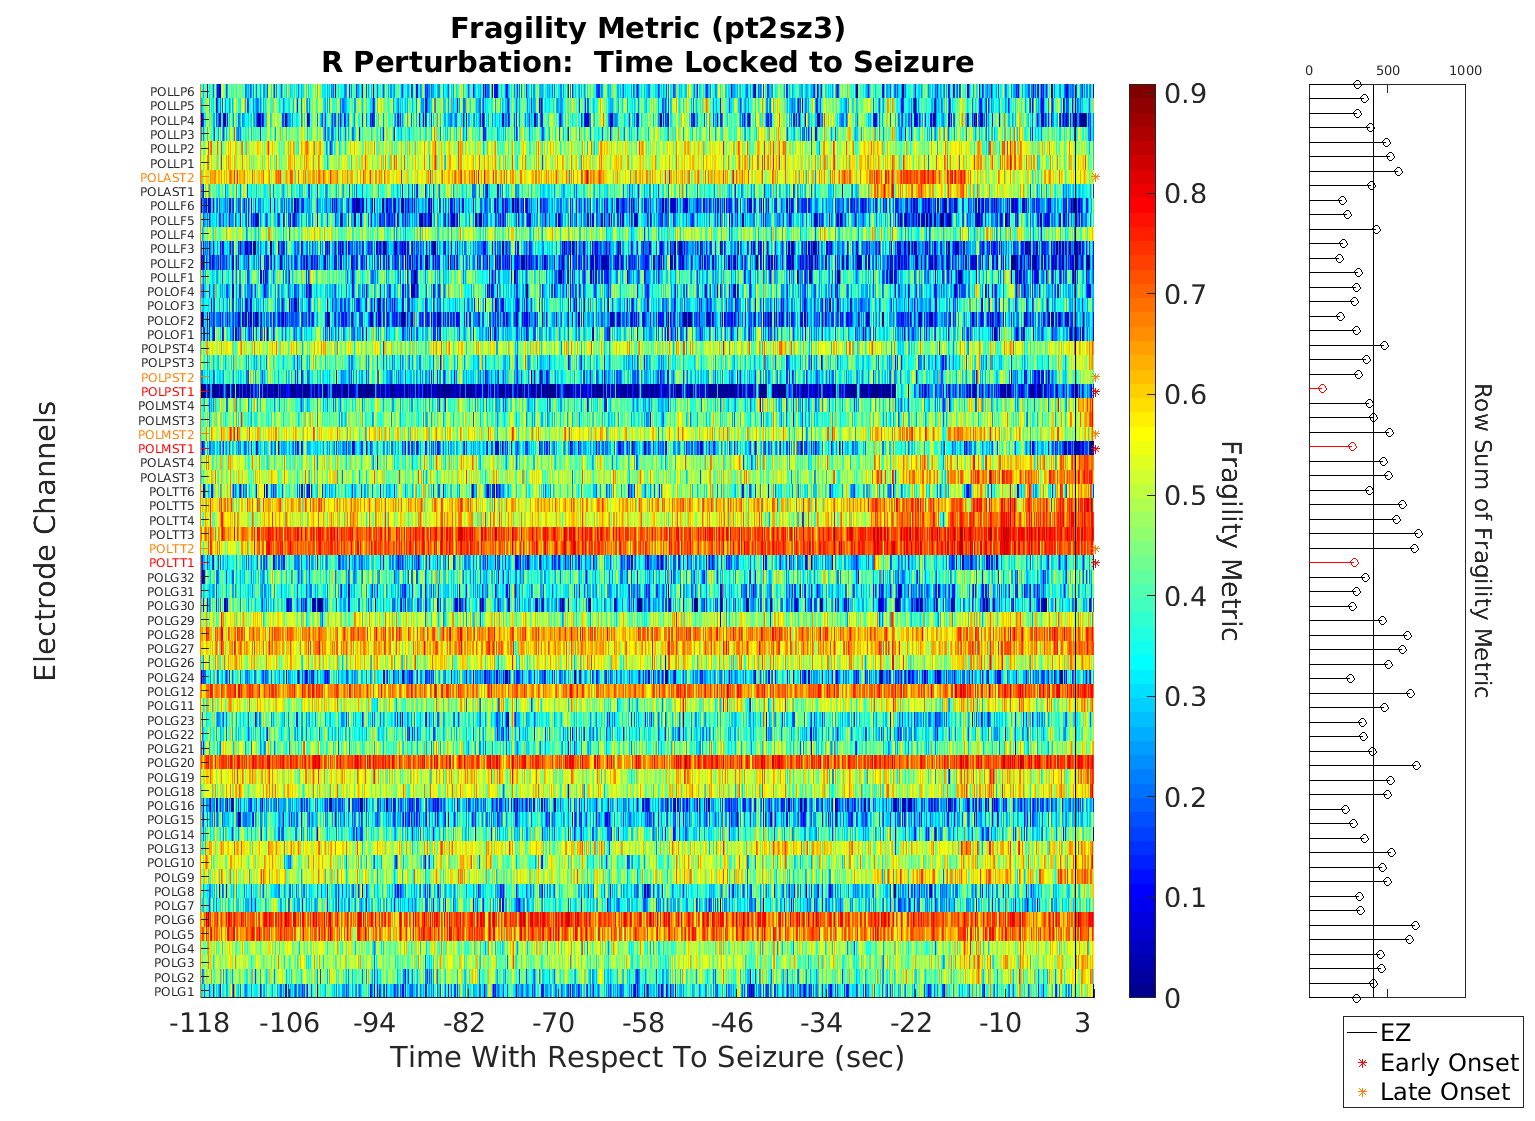 Fragility Metric (pt2sz3)
R Perturbation:  Time Locked to Seizure
Electrode Channels
POLLP6
POLLP5
POLLP4
POLLP3
POLLP2
POLLP1
POLAST2
POLAST1
POLLF6
POLLF5
POLLF4
POLLF3
POLLF2
POLLF1
POLOF4
POLOF3
POLOF2
POLOF1
POLPST4
POLPST3
POLPST2
POLPST1
POLMST4
POLMST3
POLMST2
POLMST1
POLAST4
POLAST3
POLTT6
POLTT5
POLTT4
POLTT3
POLTT2
POLTT1
POLG32
POLG31
POLG30
POLG29
POLG28
POLG27
POLG26
POLG24
POLG12
POLG11
POLG23
POLG22
POLG21
POLG20
POLG19
POLG18
POLG16
POLG15
POLG14
POLG13
POLG10
POLG9
POLG8
POLG7
POLG6
POLG5
POLG4
POLG3
POLG2
POLG1
-118 -106 -94 -82 -70 -58 -46 -34 -22 -10 3
Time With Respect To Seizure (sec)
0.9
0.8
0.7
0.6
0.5
0.4
0.3
0.2
0.1
0
Fragility Metric
0 500 1000
Row Sum of Fragility Metric
EZ
Early Onset
Late Onset